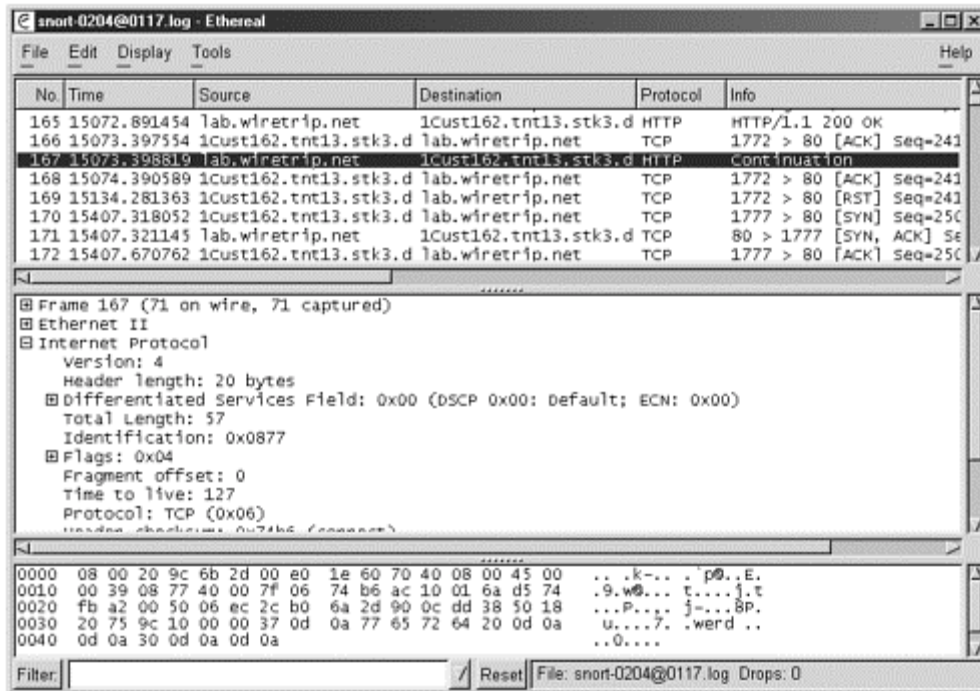 snort-0204@0117.log - Ethereal
File Edit Display Tools Help
No. Time Source Destination Protocol Info
165 15072.891454 lab.wiretrip.net 1Cust162.tnt13.stk3.d HTTP HTTP/1.1 200 OK
166 15073.397554 1Cust162.tnt13.stk3.d lab.wiretrip.net TCP 1772 > 80 [ACK] Seq=241
167 15073.398819 lab.wiretrip.net 1Cust162.tnt13.stk3.d HTTP Continuation
168 15074.390589 1Cust162.tnt13.stk3.d lab.wiretrip.net TCP 1772 > 80 [ACK] Seq=241
169 15134.281363 1Cust162.tnt13.stk3.d lab.wiretrip.net TCP 1772 > 80 [RST] Seq=241
170 15407.318052 1Cust162.tnt13.stk3.d lab.wiretrip.net TCP 1777 > 80 [SYN] Seq=250
171 15407.321145 lab.wiretrip.net 1Cust162.tnt13.stk3.d TCP 80 > 1777 [SYN, ACK] Se
172 15407.670762 1Cust162.tnt13.stk3.d lab.wiretrip.net TCP 1777 > 80 [ACK] Seq=250
Frame 167 (71 on wire, 71 captured)
Ethernet II
Internet Protocol
Version: 4
Header length: 20 bytes
Differentiated Services Field: 0x00 (DSCP 0x00: Default; ECN: 0x00)
Total Length: 57
Identification: 0x0877
Flags: 0x04
Fragment offset: 0
Time to live: 127
Protocol: TCP (0x06)
Header checksum: 0x74b6 (correct)
0000 08 00 20 9c 6b 2d 00 e0 1e 60 70 40 08 00 45 00 .. .k-.. .`p@..E.
0010 00 39 08 77 40 00 7f 06 74 b6 ac 10 01 6a d5 74 .9.w@... t....j.t
0020 fb a2 00 50 06 ec 2c b0 6a 2d 90 0c dd 38 50 18 ...P..,. j-...8P.
0030 20 75 9c 10 00 00 37 0d 0a 77 65 72 64 20 0d 0a u....7. .werd ..
0040 0d 0a 30 0d 0a 0d 0a ..0....
Filter: / Reset File: snort-0204@0117.log Drops: 0